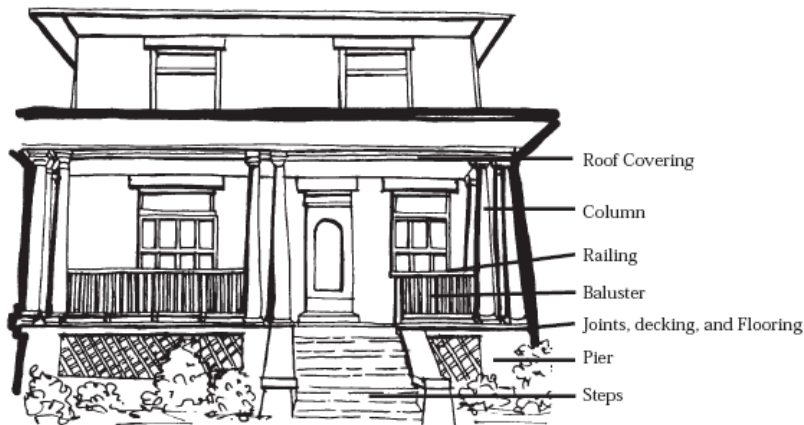 Roof Covering
Column
Railing
Baluster
Joints, decking, and Flooring
Pier
Steps